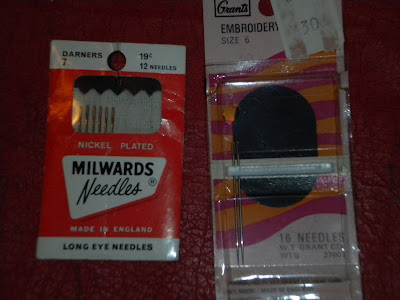 DARNERS
7
19¢
12 NEEDLES
NICKEL PLATED
MILWARDS
Needles
MADE IN ENGLAND
LONG EYE NEEDLES
Grants
EMBROIDERY
SIZE 6
30
16 NEEDLES
W.T. GRANT CO.